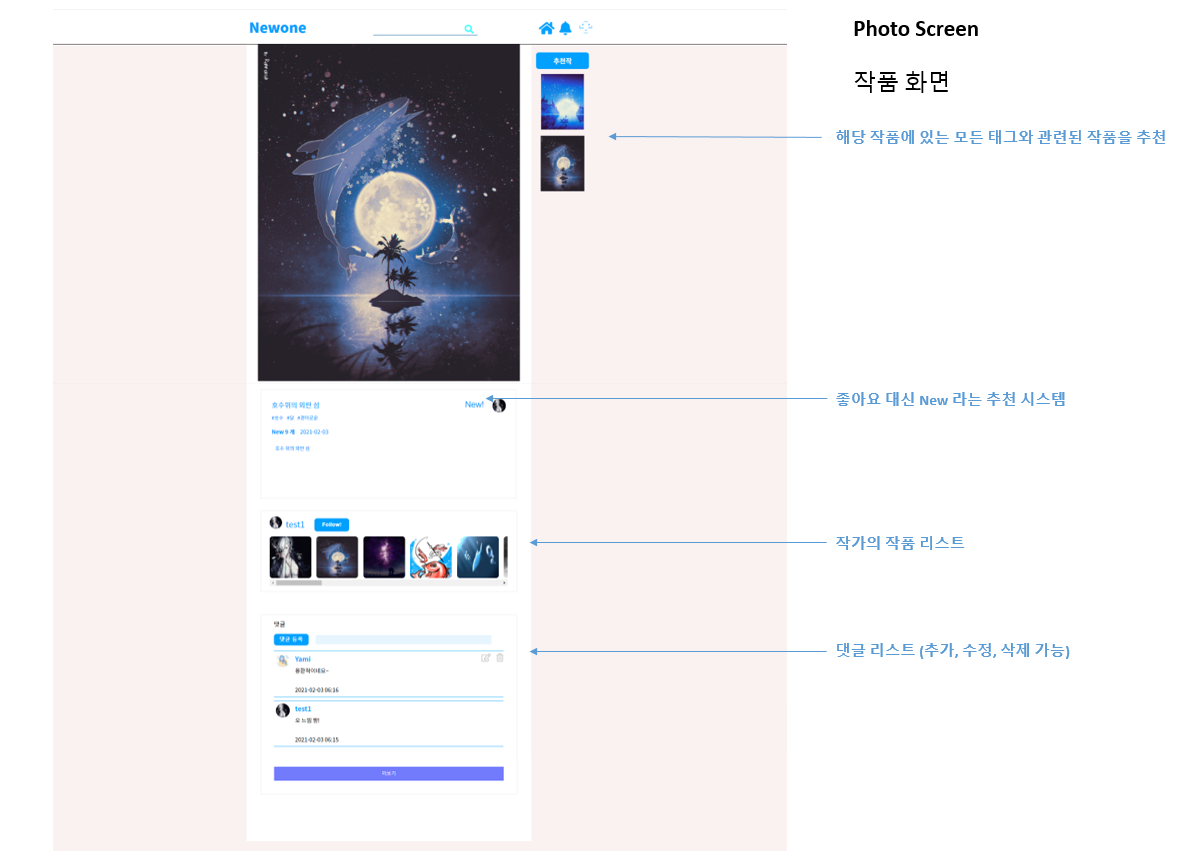 Newone
Photo Screen
작품 화면
추천작
해당 작품에 있는 모든 태그와 관련된 작품을 추천
호수위의 외딴 섬
New!
좋아요 대신 New 라는 추천 시스템
#호수 #달
New 9 개 2021-02-03
호수 위의 외딴 섬
test1 Follow!
작가의 작품 리스트
댓글
댓글 등록
Yami
댓글 리스트 (추가, 수정, 삭제 가능)
2021-02-03 06:16
test1
오 느낌 빵!
2021-02-03 06:15
더보기